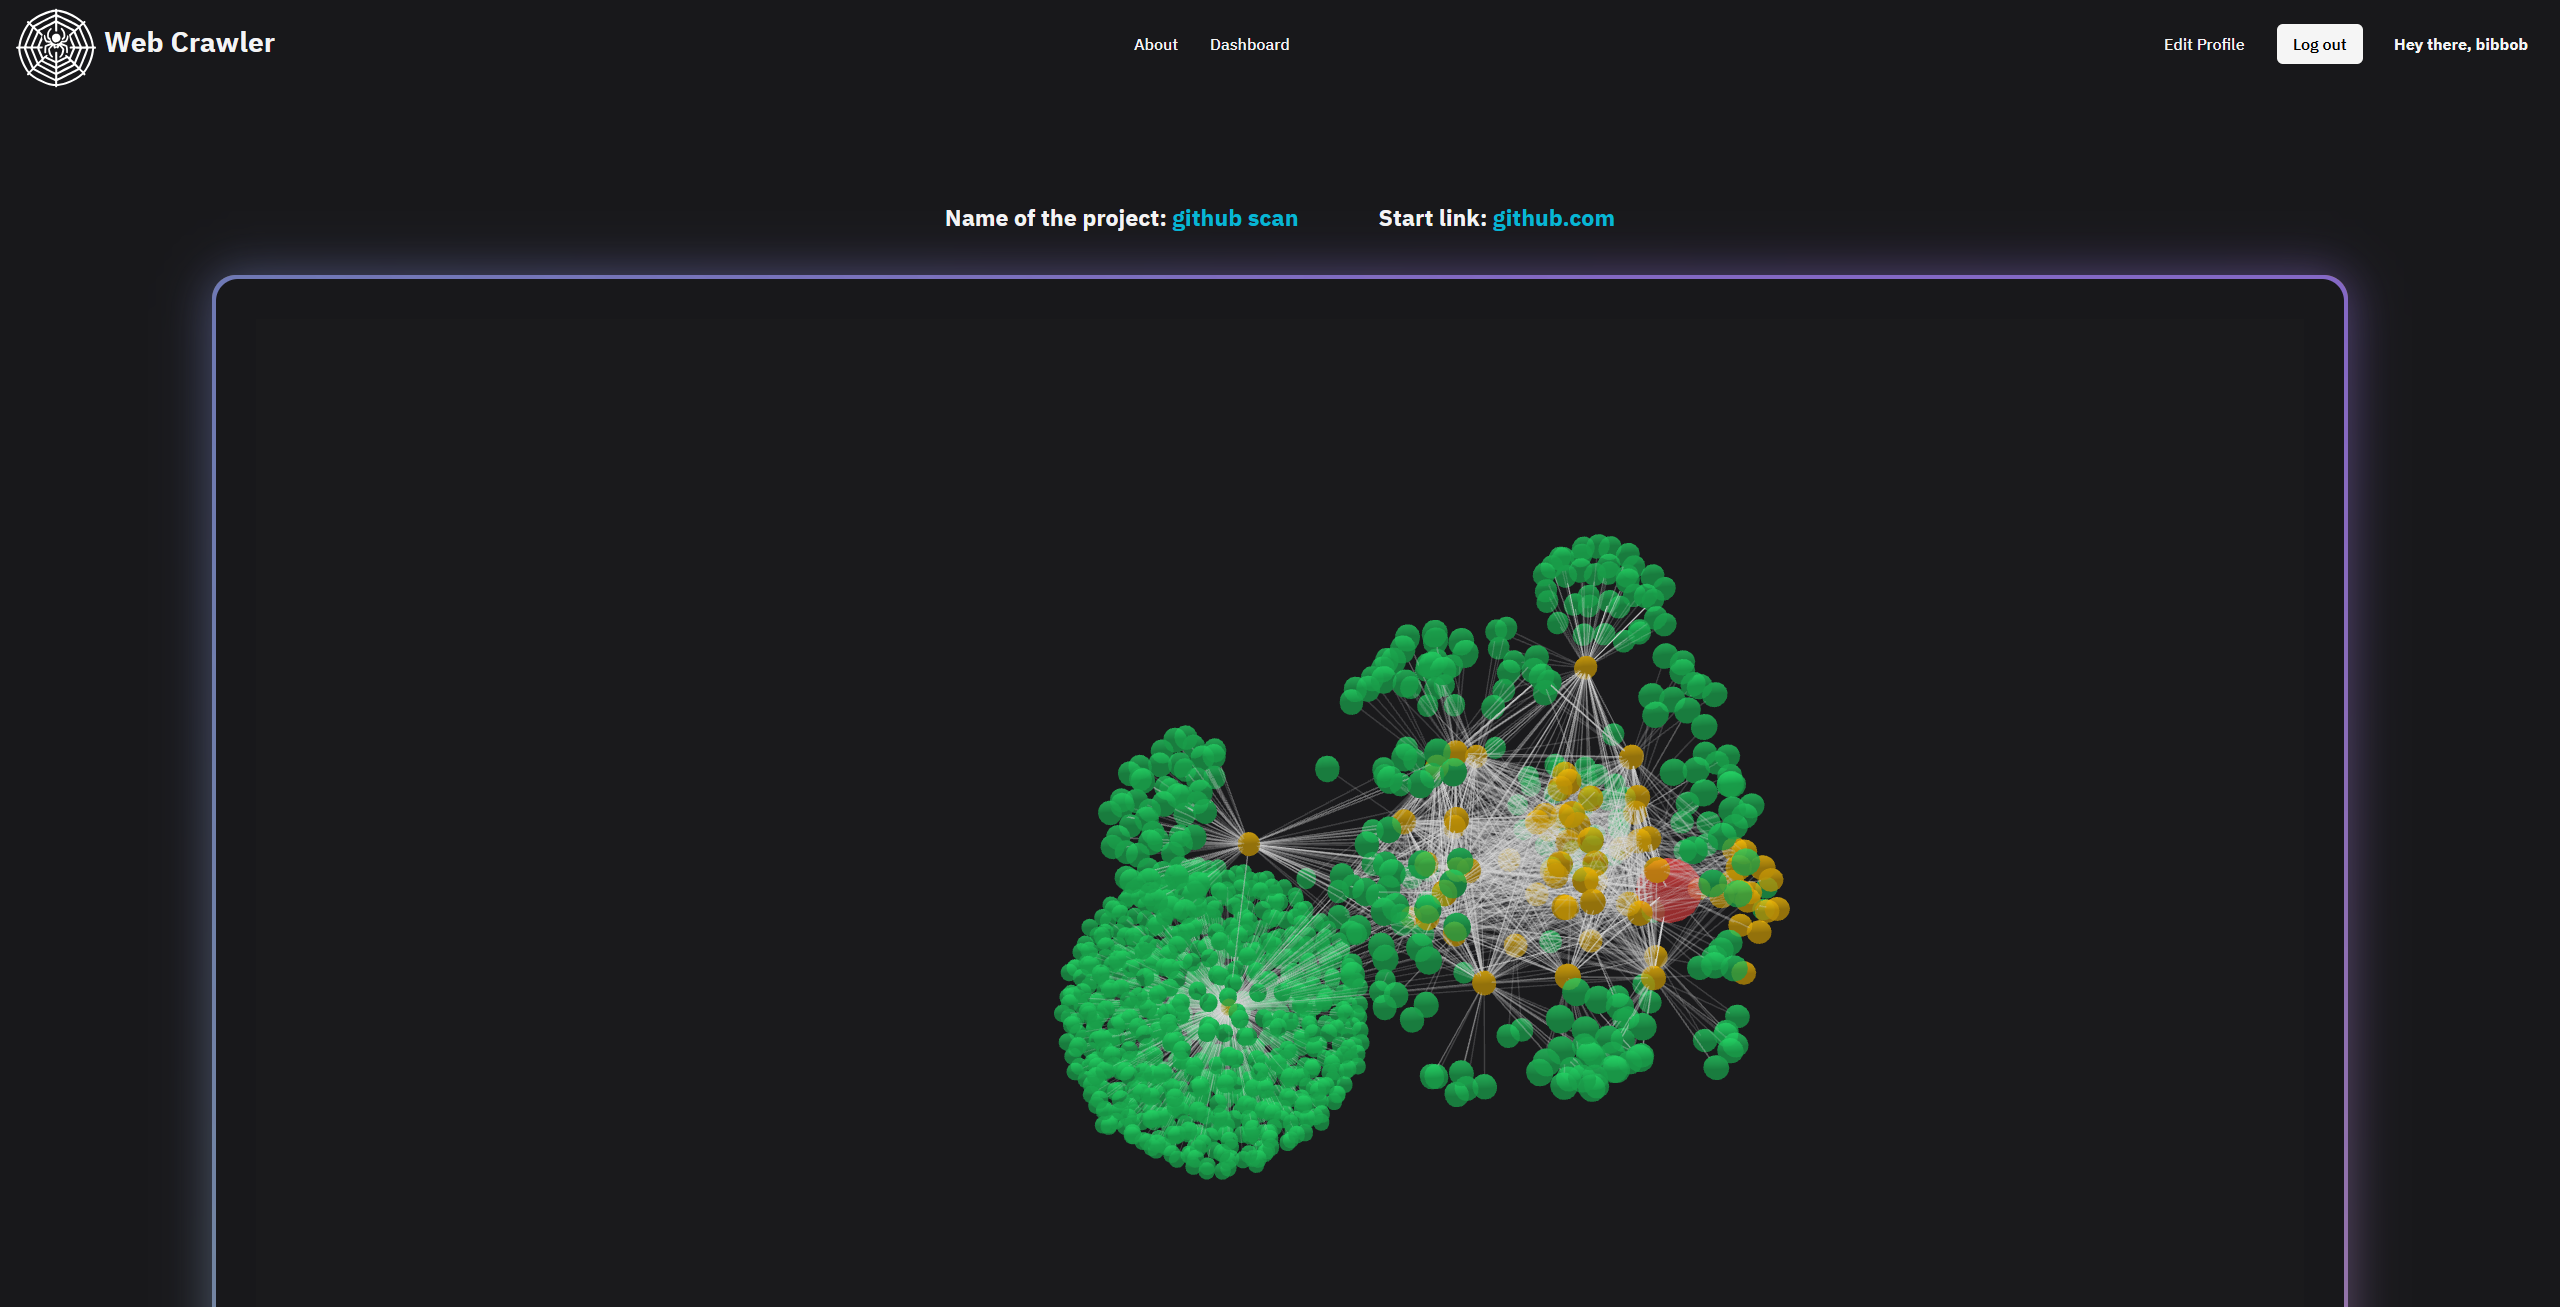 Web Crawler
About Dashboard
Edit Profile Log out Hey there, bibbob
Name of the project: github scan Start link: github.com